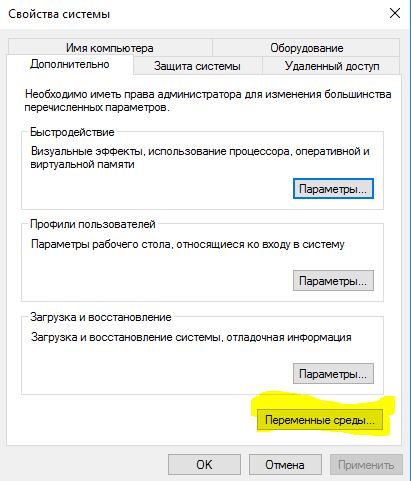 Свойства системы
Имя компьютера
Оборудование
Дополнительно
Защита системы
Удаленный доступ
Необходимо иметь права администратора для изменения большинства
перечисленных параметров.
Быстродействие
Визуальные эффекты, использование процессора, оперативной и
виртуальной памяти
Параметры...
Профили пользователей
Параметры рабочего стола, относящиеся ко входу в систему
Параметры...
Загрузка и восстановление
Загрузка и восстановление системы, отладочная информация
Параметры...
Переменные среды...
OK
Отмена
Применить